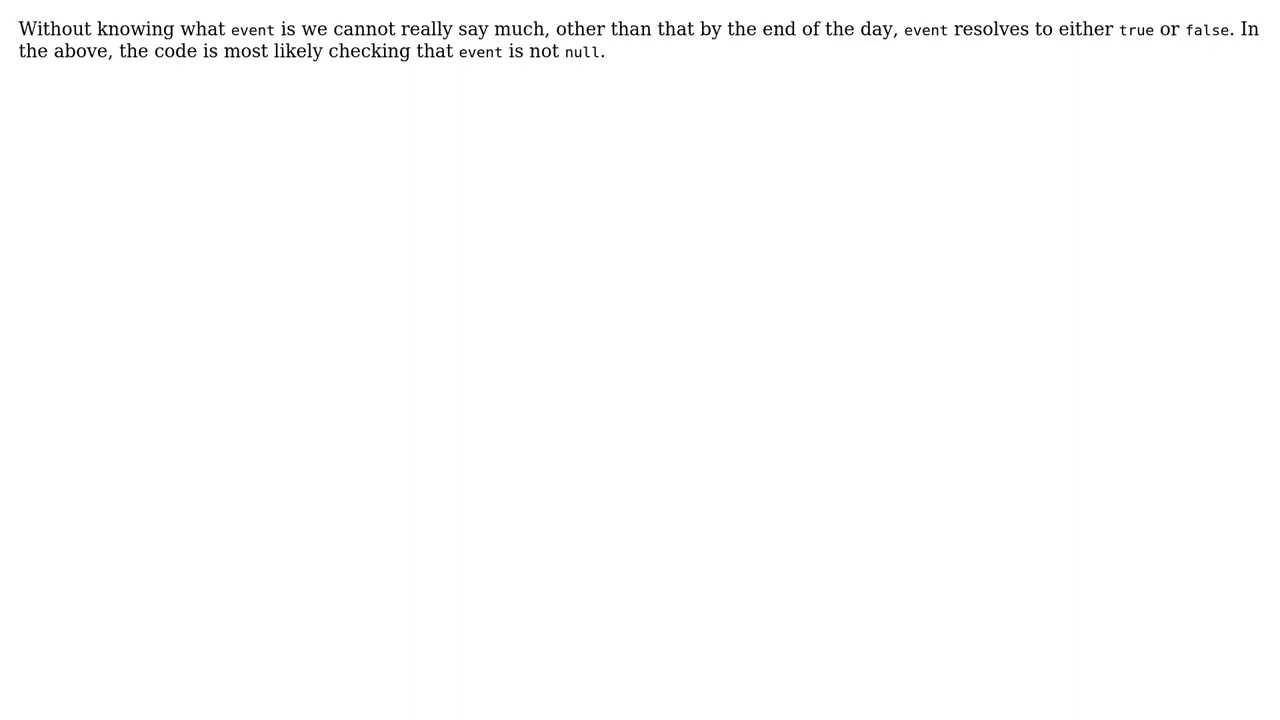 Without knowing what event is we cannot really say much, other than that by the end of the day, event resolves to either true or false. In
the above, the code is most likely checking that event is not null.